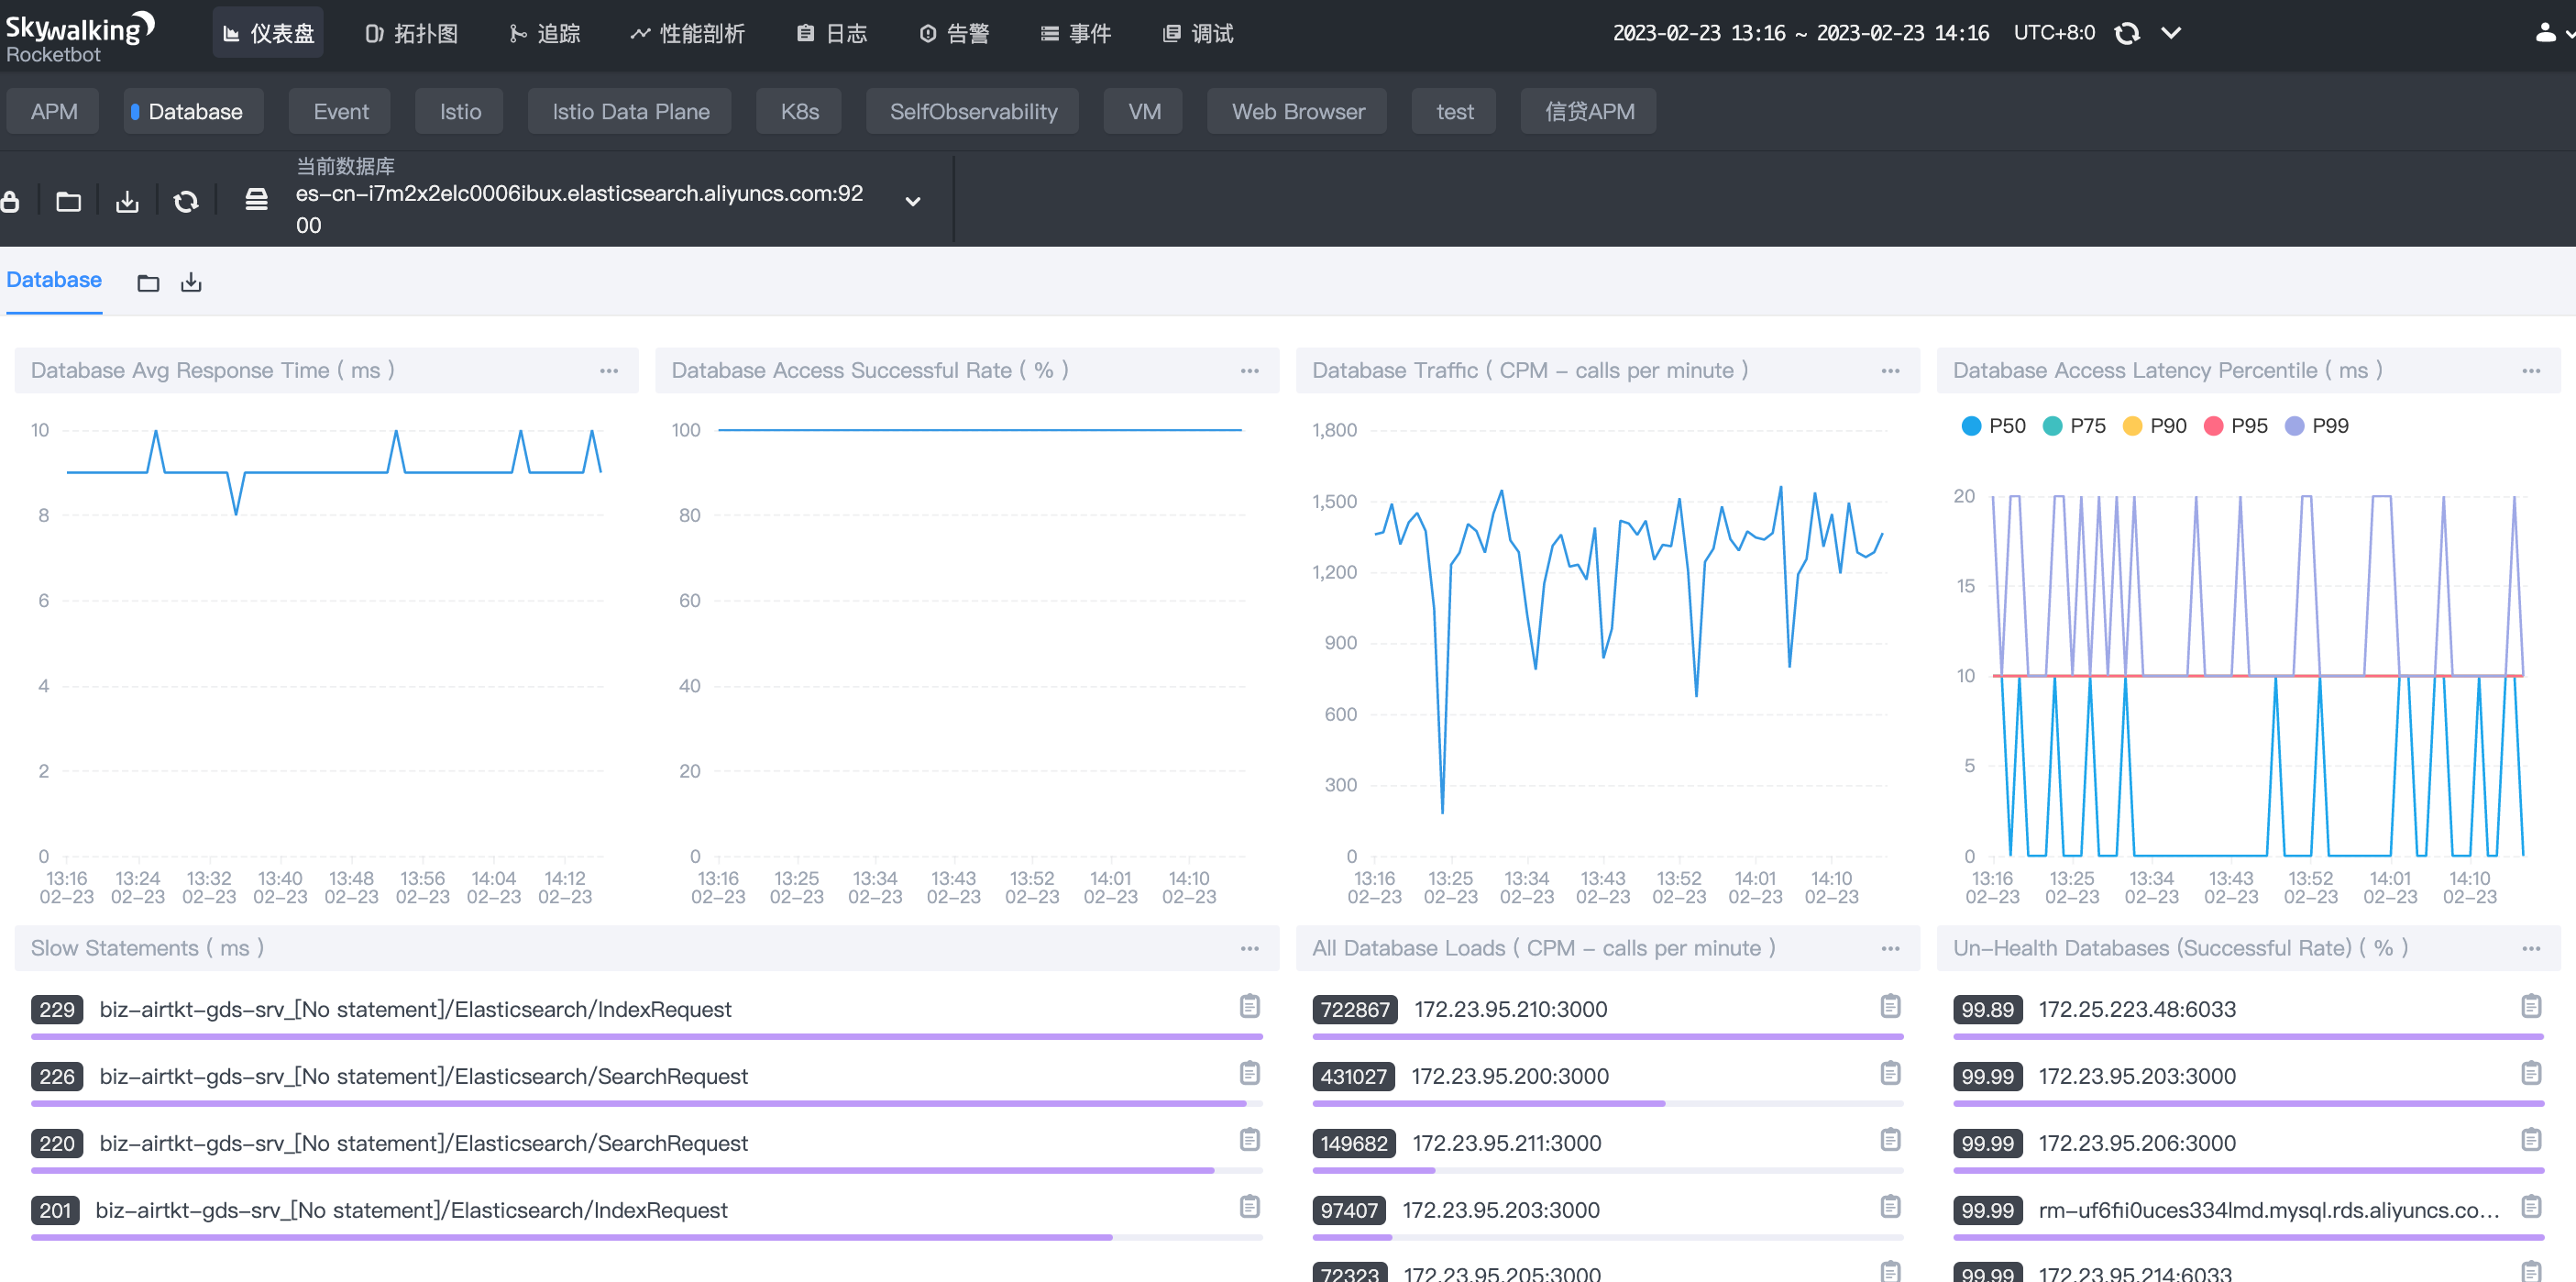 Skywalking
Rocketbot
仪表盘 拓扑图 追踪 性能剖析 日志 告警 事件 调试
2023-02-23 13:16 ~ 2023-02-23 14:16 UTC+8:0
APM Database Event Istio Istio Data Plane K8s SelfObservability VM Web Browser test 信贷APM
当前数据库
es-cn-i7m2x2elc0006ibux.elasticsearch.aliyuncs.com:92
00
Database
Database Avg Response Time ( ms )
10
8
6
4
2
0
13:16 13:24 13:32 13:40 13:48 13:56 14:04 14:12
02-23 02-23 02-23 02-23 02-23 02-23 02-23 02-23
Database Access Successful Rate ( % )
100
80
60
40
20
0
13:16 13:25 13:34 13:43 13:52 14:01 14:10
02-23 02-23 02-23 02-23 02-23 02-23 02-23
Database Traffic ( CPM - calls per minute )
1,800
1,500
1,200
900
600
300
0
13:16 13:25 13:34 13:43 13:52 14:01 14:10
02-23 02-23 02-23 02-23 02-23 02-23 02-23
Database Access Latency Percentile ( ms )
P50 P75 P90 P95 P99
20
15
10
5
0
13:16 13:25 13:34 13:43 13:52 14:01 14:10
02-23 02-23 02-23 02-23 02-23 02-23 02-23
Slow Statements ( ms )
229 biz-airtkt-gds-srv_[No statement]/Elasticsearch/IndexRequest
226 biz-airtkt-gds-srv_[No statement]/Elasticsearch/SearchRequest
220 biz-airtkt-gds-srv_[No statement]/Elasticsearch/SearchRequest
201 biz-airtkt-gds-srv_[No statement]/Elasticsearch/IndexRequest
All Database Loads ( CPM - calls per minute )
722867 172.23.95.210:3000
431027 172.23.95.200:3000
149682 172.23.95.211:3000
97407 172.23.95.203:3000
72323 172.23.95.205:3000
Un-Health Databases (Successful Rate) ( % )
99.89 172.25.223.48:6033
99.99 172.23.95.203:3000
99.99 172.23.95.206:3000
99.99 rm-uf6fii0uces334lmd.mysql.rds.aliyuncs.co...
99.99 172.23.95.214:6033